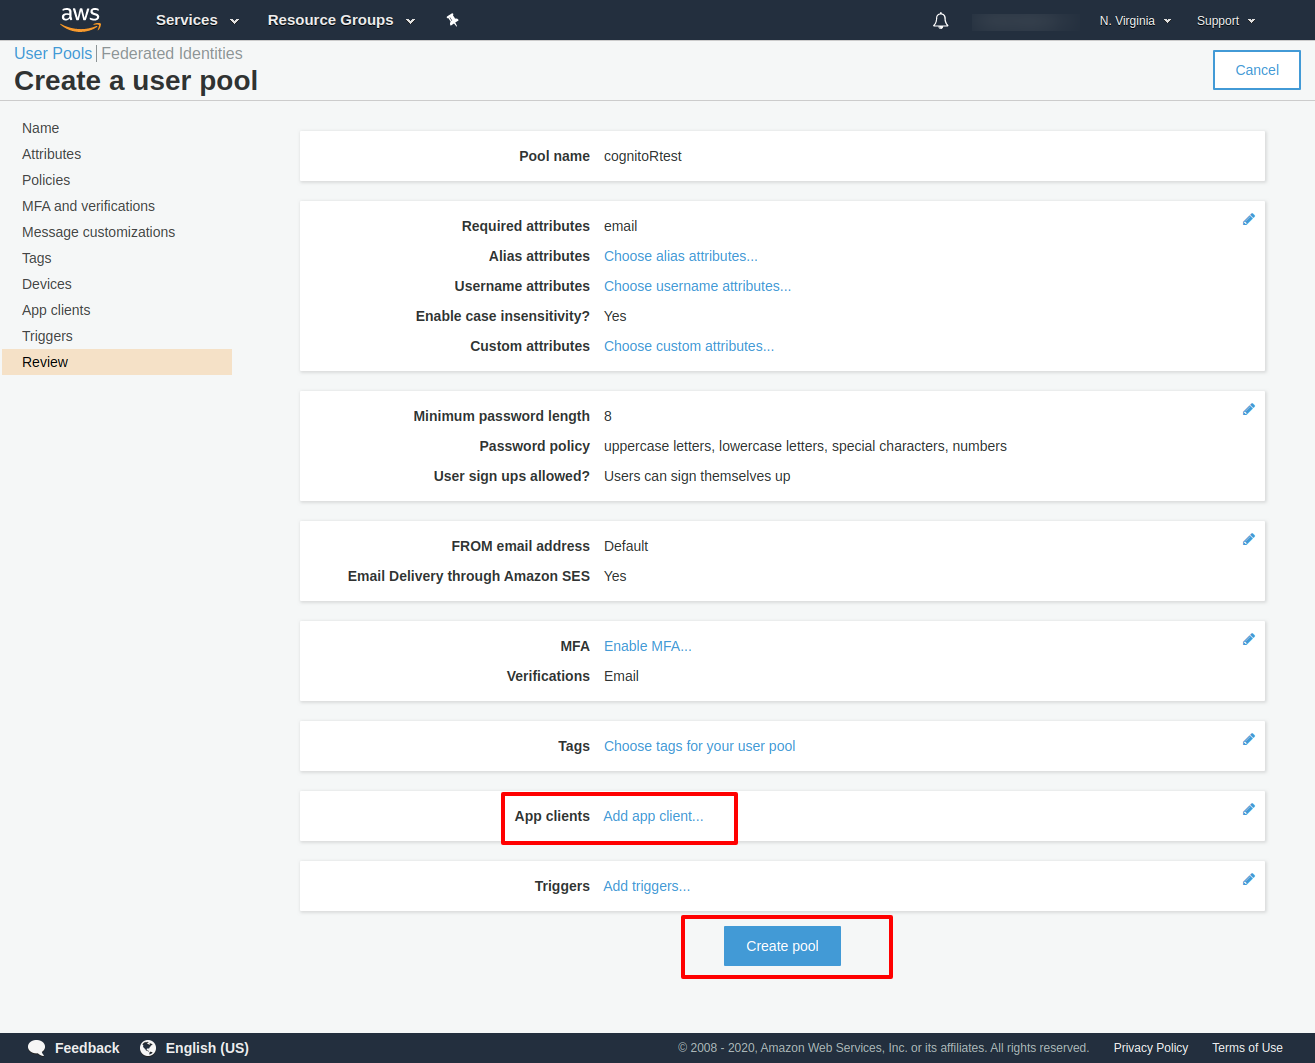 aws Services Resource Groups N. Virginia Support
User Pools | Federated Identities
Create a user pool
Cancel
Name
Attributes
Policies
MFA and verifications
Message customizations
Tags
Devices
App clients
Triggers
Review
Pool name cognitoRtest
Required attributes email
Alias attributes Choose alias attributes...
Username attributes Choose username attributes...
Enable case insensitivity? Yes
Custom attributes Choose custom attributes...
Minimum password length 8
Password policy uppercase letters, lowercase letters, special characters, numbers
User sign ups allowed? Users can sign themselves up
FROM email address Default
Email Delivery through Amazon SES Yes
MFA Enable MFA...
Verifications Email
Tags Choose tags for your user pool
App clients Add app client...
Triggers Add triggers...
Create pool
Feedback English (US) © 2008 - 2020, Amazon Web Services, Inc. or its affiliates. All rights reserved. Privacy Policy Terms of Use